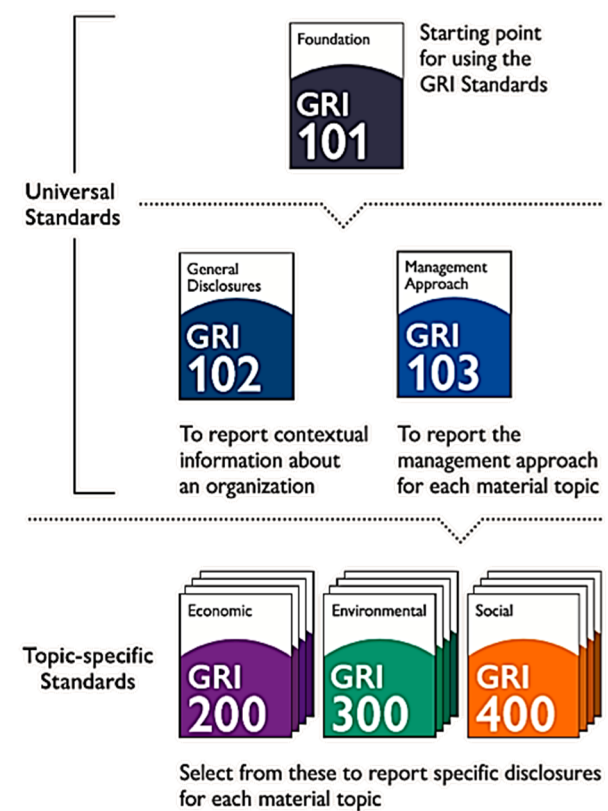 Foundation
GRI
101
Starting point
for using the
GRI Standards
Universal
Standards
General
Disclosures
GRI
102
Management
Approach
GRI
103
To report contextual
information about
an organization
To report the
management approach
for each material topic
Topic-specific
Standards
Economic
GRI
200
Environmental
GRI
300
Social
GRI
400
Select from these to report specific disclosures
for each material topic